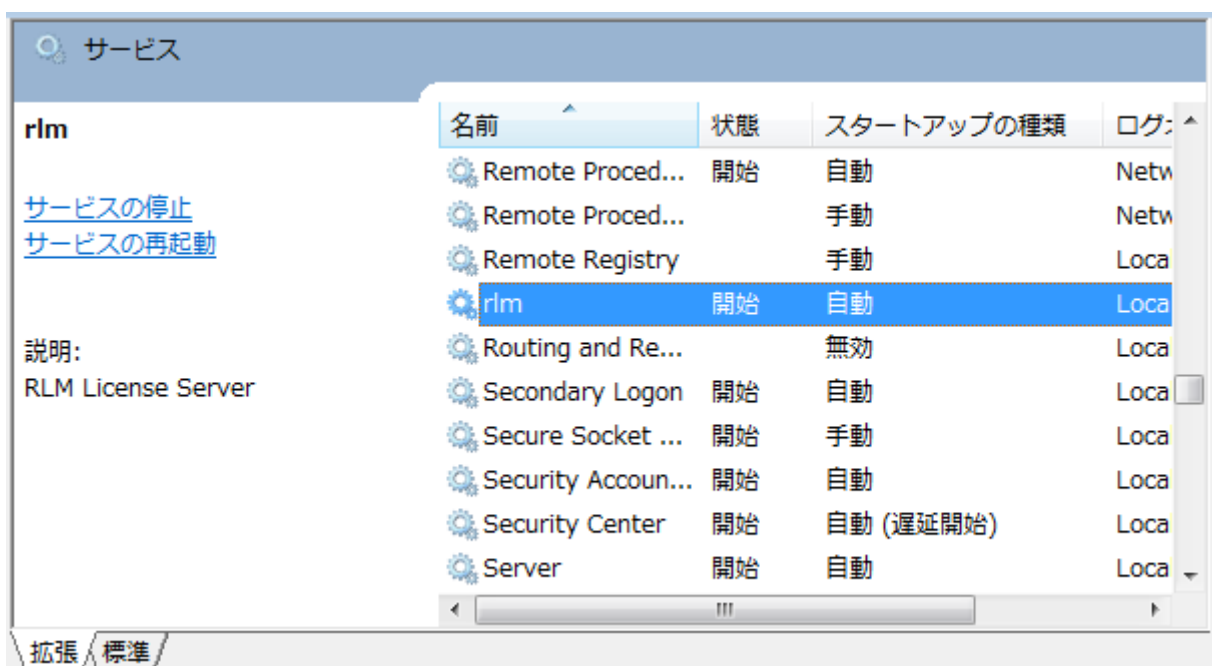 サービス
rlm
サービスの停止
サービスの再起動
説明:
RLM License Server
名前 状態 スタートアップの種類 ログオ
Remote Proced... 開始 自動 Netw
Remote Proced... 手動 Netw
Remote Registry 手動 Loca
rlm 開始 自動 Loca
Routing and Re... 無効 Loca
Secondary Logon 開始 自動 Loca
Secure Socket ... 開始 手動 Loca
Security Accoun... 開始 自動 Loca
Security Center 開始 自動 (遅延開始) Loca
Server 開始 自動 Loca
拡張 標準